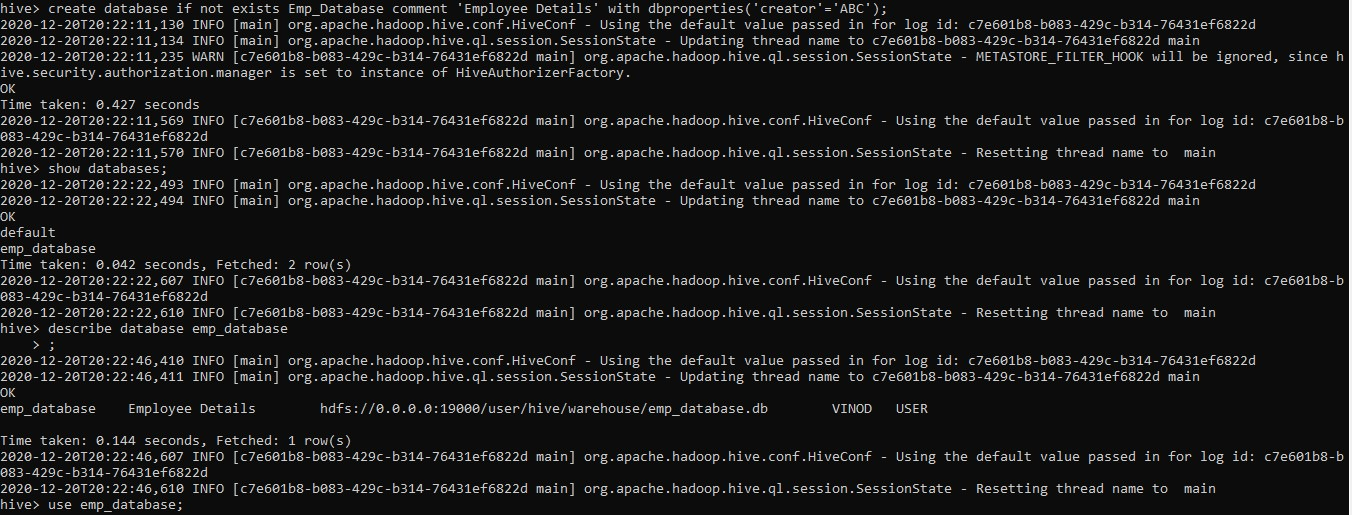 hive> create database if not exists Emp_Database comment 'Employee Details' with dbproperties('creator'='ABC');
2020-12-20T20:22:11,130 INFO [main] org.apache.hadoop.hive.conf.HiveConf - Using the default value passed in for log id: c7e601b8-b083-429c-b314-76431ef6822d
2020-12-20T20:22:11,134 INFO [main] org.apache.hadoop.hive.ql.session.SessionState - Updating thread name to c7e601b8-b083-429c-b314-76431ef6822d main
2020-12-20T20:22:11,235 WARN [c7e601b8-b083-429c-b314-76431ef6822d main] org.apache.hadoop.hive.ql.session.SessionState - METASTORE_FILTER_HOOK will be ignored, since h
ive.security.authorization.manager is set to instance of HiveAuthorizerFactory.
OK
Time taken: 0.427 seconds
2020-12-20T20:22:11,569 INFO [c7e601b8-b083-429c-b314-76431ef6822d main] org.apache.hadoop.hive.conf.HiveConf - Using the default value passed in for log id: c7e601b8-b
083-429c-b314-76431ef6822d
2020-12-20T20:22:11,570 INFO [c7e601b8-b083-429c-b314-76431ef6822d main] org.apache.hadoop.hive.ql.session.SessionState - Resetting thread name to  main
hive> show databases;
2020-12-20T20:22:22,493 INFO [main] org.apache.hadoop.hive.conf.HiveConf - Using the default value passed in for log id: c7e601b8-b083-429c-b314-76431ef6822d
2020-12-20T20:22:22,494 INFO [main] org.apache.hadoop.hive.ql.session.SessionState - Updating thread name to c7e601b8-b083-429c-b314-76431ef6822d main
OK
default
emp_database
Time taken: 0.042 seconds, Fetched: 2 row(s)
2020-12-20T20:22:22,607 INFO [c7e601b8-b083-429c-b314-76431ef6822d main] org.apache.hadoop.hive.conf.HiveConf - Using the default value passed in for log id: c7e601b8-b
083-429c-b314-76431ef6822d
2020-12-20T20:22:22,610 INFO [c7e601b8-b083-429c-b314-76431ef6822d main] org.apache.hadoop.hive.ql.session.SessionState - Resetting thread name to  main
hive> describe database emp_database
    > ;
2020-12-20T20:22:46,410 INFO [main] org.apache.hadoop.hive.conf.HiveConf - Using the default value passed in for log id: c7e601b8-b083-429c-b314-76431ef6822d
2020-12-20T20:22:46,411 INFO [main] org.apache.hadoop.hive.ql.session.SessionState - Updating thread name to c7e601b8-b083-429c-b314-76431ef6822d main
OK
emp_database    Employee Details        hdfs://0.0.0.0:19000/user/hive/warehouse/emp_database.db        VINOD   USER
Time taken: 0.144 seconds, Fetched: 1 row(s)
2020-12-20T20:22:46,607 INFO [c7e601b8-b083-429c-b314-76431ef6822d main] org.apache.hadoop.hive.conf.HiveConf - Using the default value passed in for log id: c7e601b8-b
083-429c-b314-76431ef6822d
2020-12-20T20:22:46,610 INFO [c7e601b8-b083-429c-b314-76431ef6822d main] org.apache.hadoop.hive.ql.session.SessionState - Resetting thread name to  main
hive> use emp_database;